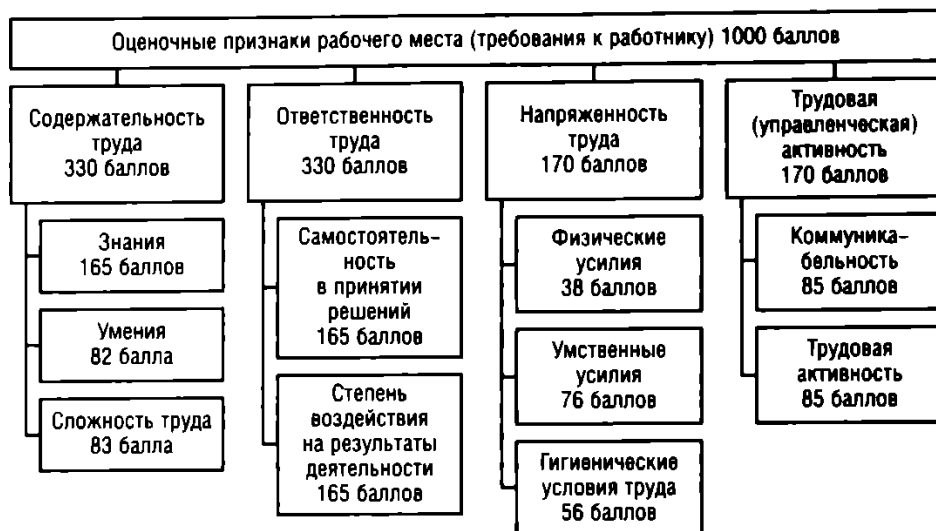 Оценочные признаки рабочего места (требования к работнику) 1000 баллов
Содержательность
труда
330 баллов
Знания
165 баллов
Умения
82 балла
Сложность труда
83 балла
Ответственность
труда
330 баллов
Самостоятель-
ность
в принятии
решений
165 баллов
Степень
воздействия
на результаты
деятельности
165 баллов
Напряженность
труда
170 баллов
Физические
усилия
38 баллов
Умственные
усилия
76 баллов
Гигиенические
условия труда
56 баллов
Трудовая
(управленческая)
активность
170 баллов
Коммуника-
бельность
85 баллов
Трудовая
активность
85 баллов